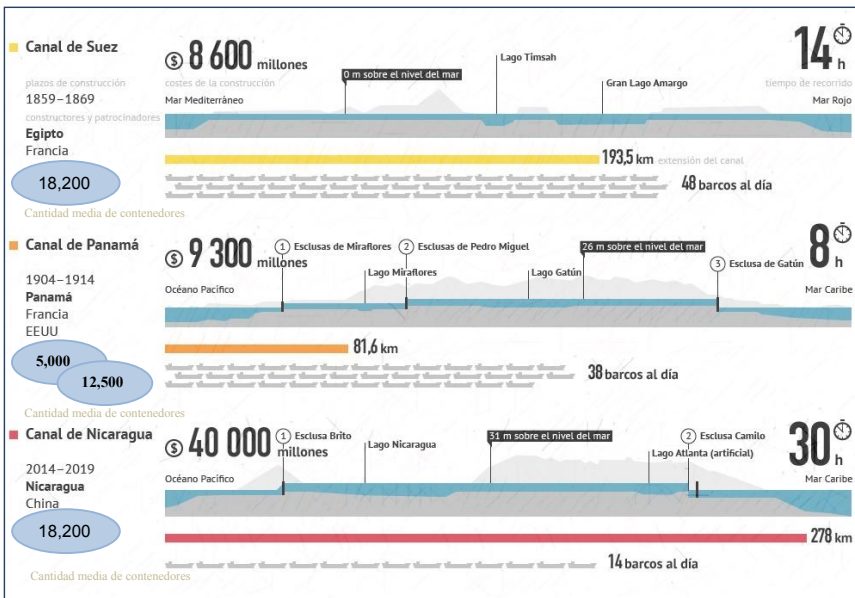 Canal de Suez
plazos de construcción
1859–1869
constructores y patrocinadores
Egipto
Francia
18,200
Cantidad media de contenedores
$ 8 600 millones
costes de la construcción
Mar Mediterráneo
0 m sobre el nivel del mar
Lago Timsah
Gran Lago Amargo
14 h
tiempo de recorrido
Mar Rojo
193,5 km extensión del canal
48 barcos al día
Canal de Panamá
1904–1914
Panamá
Francia
EEUU
5,000
12,500
Cantidad media de contenedores
$ 9 300 millones
Océano Pacífico
1 Esclusas de Miraflores
Lago Miraflores
2 Esclusas de Pedro Miguel
Lago Gatún
26 m sobre el nivel del mar
3 Esclusa de Gatún
8 h
Mar Caribe
81,6 km
38 barcos al día
Canal de Nicaragua
2014–2019
Nicaragua
China
18,200
Cantidad media de contenedores
$ 40 000 millones
Océano Pacífico
1 Esclusa Brito
Lago Nicaragua
31 m sobre el nivel del mar
2 Esclusa Camilo
Lago Atlanta (artificial)
30 h
Mar Caribe
278 km
14 barcos al día